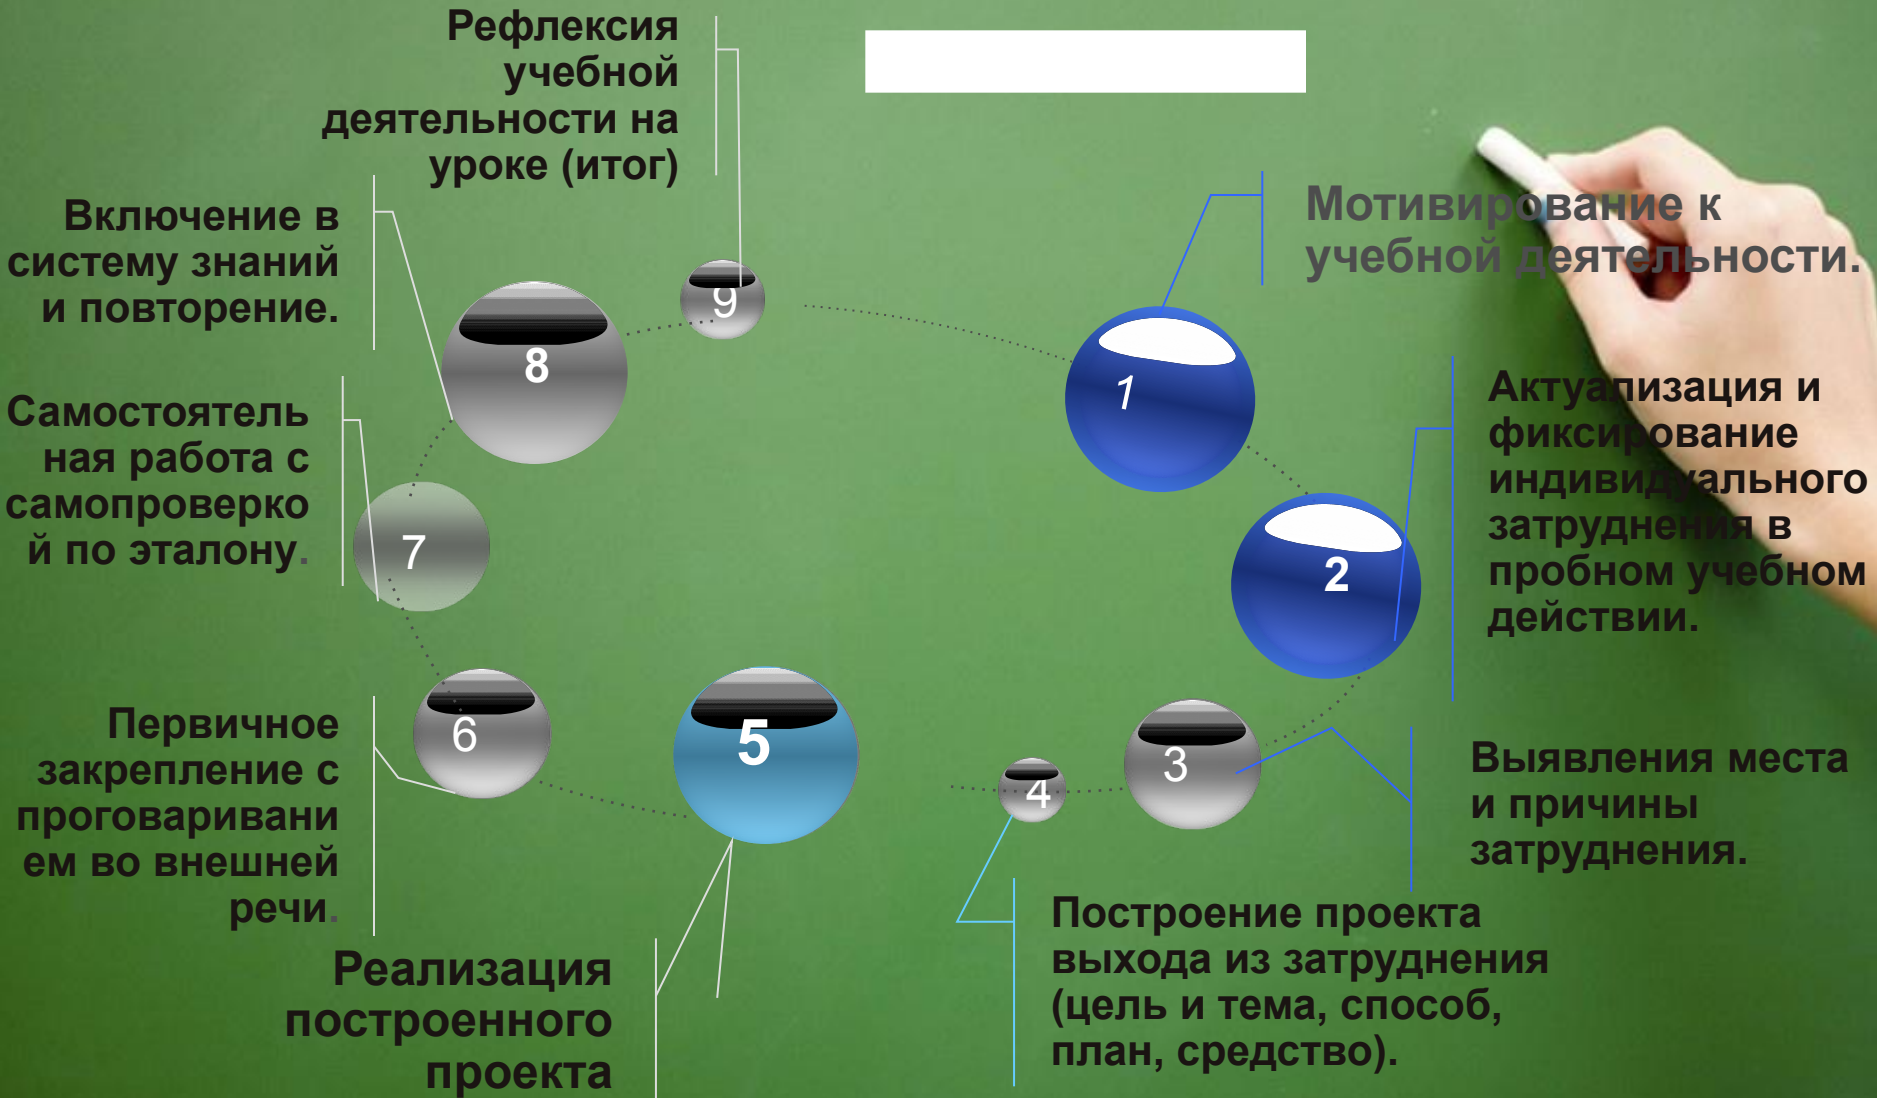 Рефлексия
учебной
деятельности на
уроке (итог)
Мотивирование к
учебной деятельности.
Включение в
систему знаний
и повторение.
9
8
1
Актуализация и
фиксирование
индивидуального
затруднения в
пробном учебном
действии.
Самостоятель
ная работа с
самопроверко
й по эталону.
7
2
Первичное
закрепление с
проговаривани
ем во внешней
речи.
6
5
4
3
Выявления места
и причины
затруднения.
Построение проекта
выхода из затруднения
(цель и тема, способ,
план, средство).
Реализация
построенного
проекта